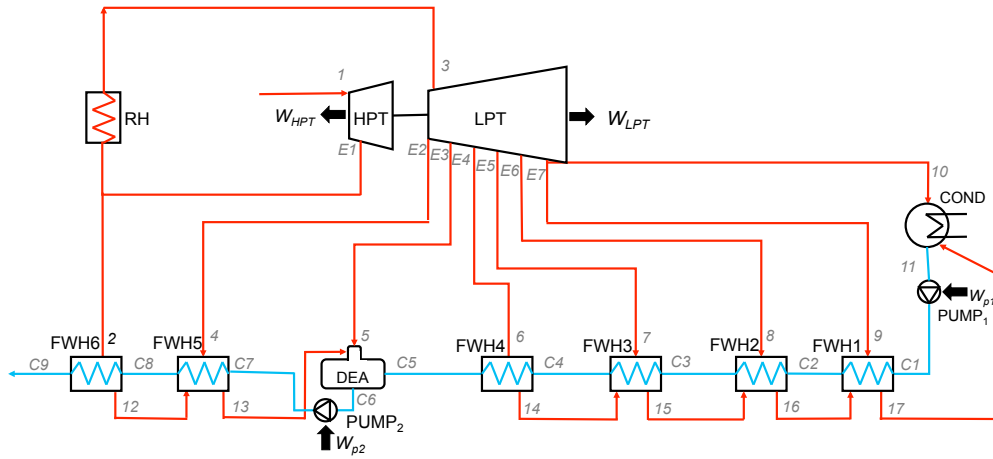 1
3
RH
W_HPT
HPT
LPT
W_LPT
E1
E2
E3
E4
E5
E6
E7
10
COND
11
W_p1
PUMP_1
FWH6
2
FWH5
4
5
FWH4
6
FWH3
7
FWH2
8
FWH1
9
C9
C8
C7
DEA
C5
C4
C3
C2
C1
C6
12
13
PUMP_2
W_p2
14
15
16
17